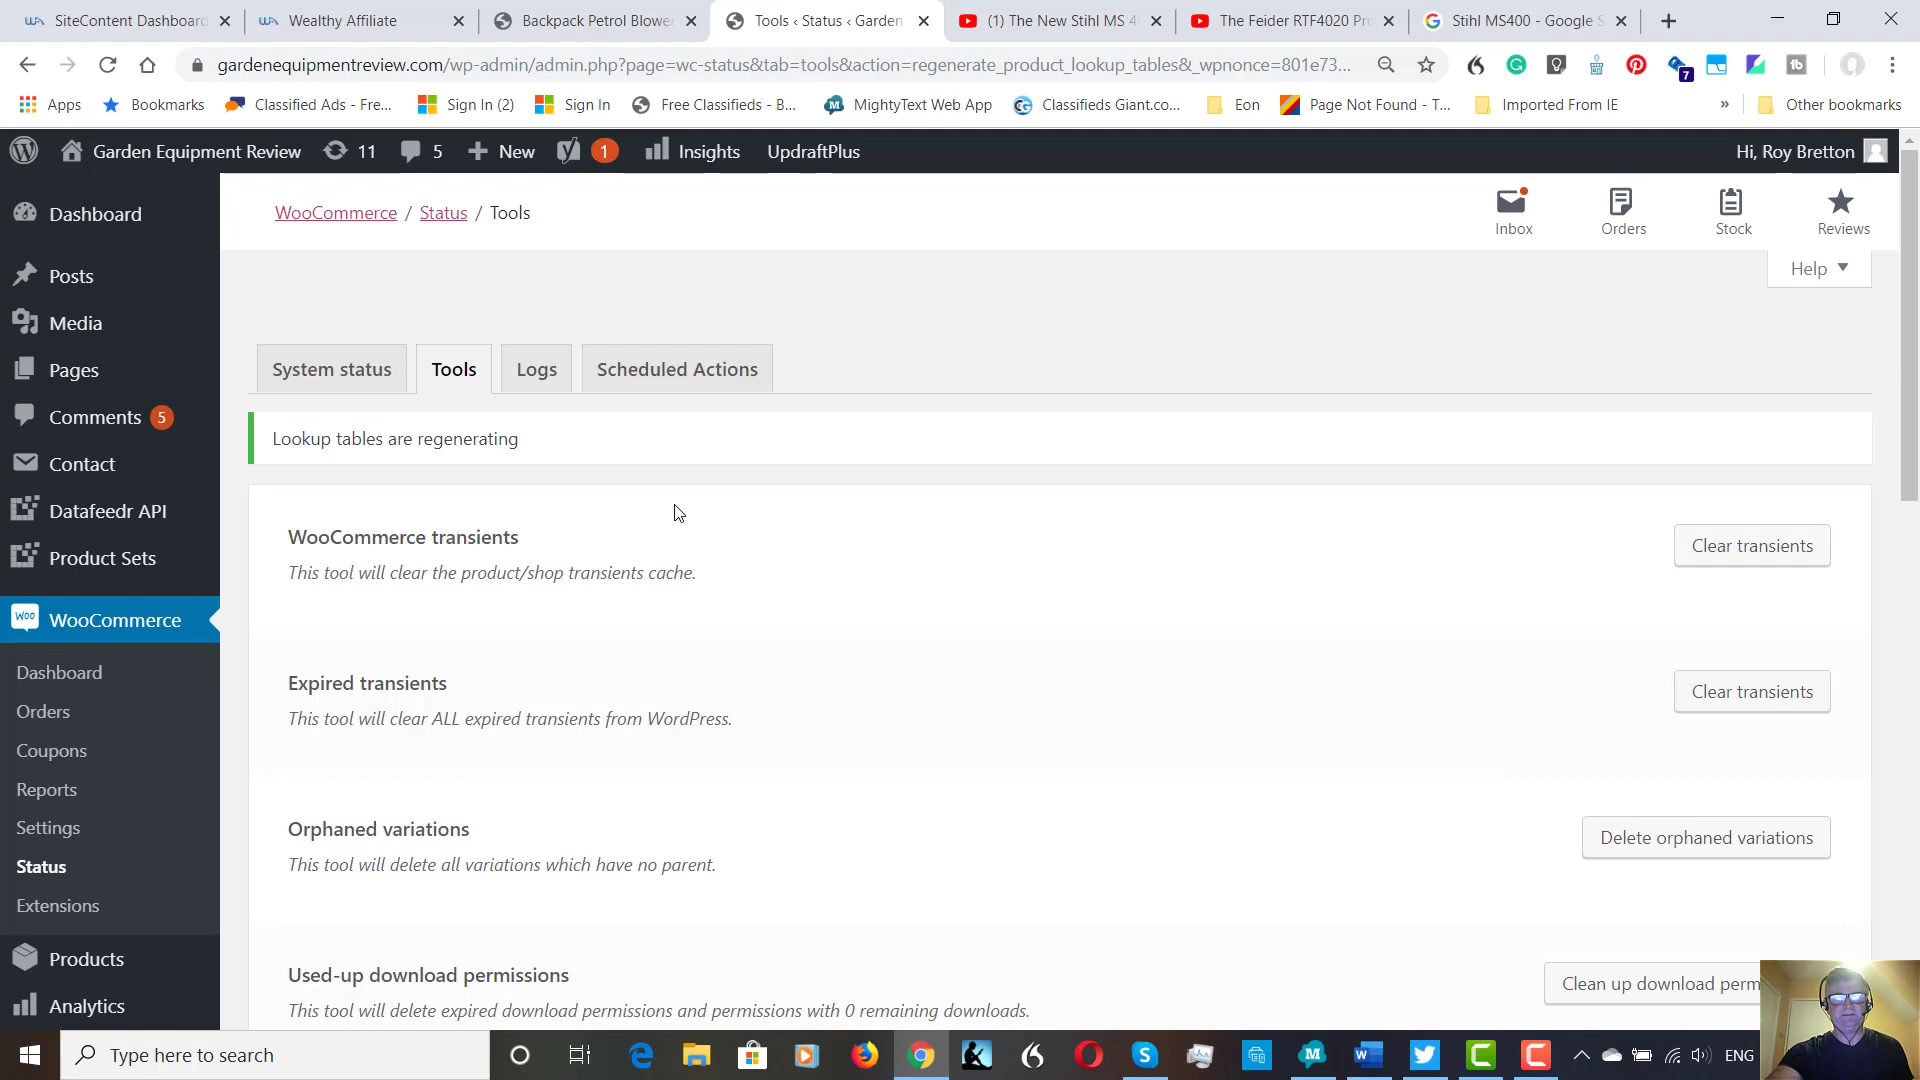 SiteContent Dashboard
Wealthy Affiliate
Backpack Petrol Blowe
Tools ‹ Status ‹ Garden
(1) The New Stihl MS 4
The Feider RTF4020 Pr
Stihl MS400 - Google S
gardenequipmentreview.com/wp-admin/admin.php?page=wc-status&tab=tools&action=regenerate_product_lookup_tables&_wpnonce=801e73...
7
Apps
Bookmarks
Classified Ads - Fre...
Sign In (2)
Sign In
Free Classifieds - B...
MightyText Web App
Classifieds Giant.co...
Eon
Page Not Found - T...
Imported From IE
»
Other bookmarks
Garden Equipment Review
11
5
New
1
Insights
UpdraftPlus
Hi, Roy Bretton
Dashboard
Posts
Media
Pages
Comments 5
Contact
Datafeedr API
Product Sets
WooCommerce
Dashboard
Orders
Coupons
Reports
Settings
Status
Extensions
Products
Analytics
WooCommerce / Status / Tools
Inbox
Orders
Stock
Reviews
Help
System status
Tools
Logs
Scheduled Actions
Lookup tables are regenerating
WooCommerce transients
This tool will clear the product/shop transients cache.
Clear transients
Expired transients
This tool will clear ALL expired transients from WordPress.
Clear transients
Orphaned variations
This tool will delete all variations which have no parent.
Delete orphaned variations
Used-up download permissions
This tool will delete expired download permissions and permissions with 0 remaining downloads.
Clean up download perm
Type here to search
ENG